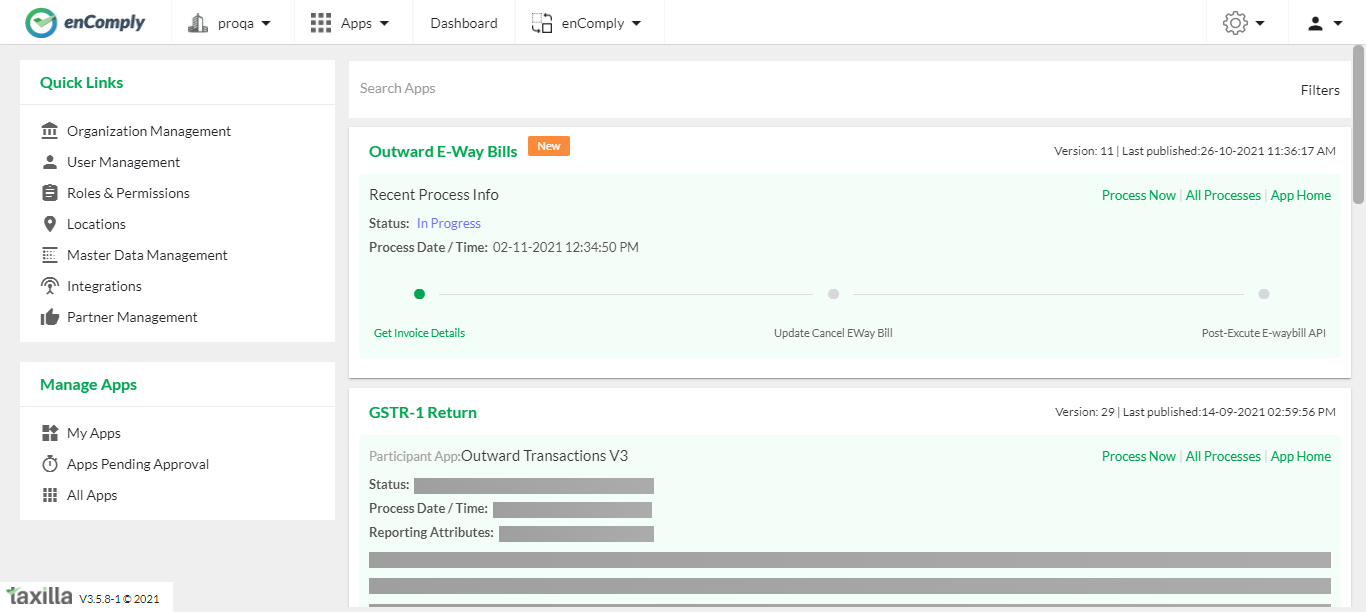 enComply proqa Apps Dashboard enComply
Quick Links
Organization Management
User Management
Roles & Permissions
Locations
Master Data Management
Integrations
Partner Management
Manage Apps
My Apps
Apps Pending Approval
All Apps
taxilla V3.5.8-1 © 2021
Search Apps Filters
Outward E-Way Bills New Version: 11 | Last published:26-10-2021 11:36:17 AM
Recent Process Info Process Now | All Processes | App Home
Status: In Progress
Process Date / Time: 02-11-2021 12:34:50 PM
Get Invoice Details Update Cancel EWay Bill Post-Excute E-waybill API
GSTR-1 Return Version: 29 | Last published:14-09-2021 02:59:56 PM
Participant App:Outward Transactions V3 Process Now | All Processes | App Home
Status:
Process Date / Time:
Reporting Attributes: